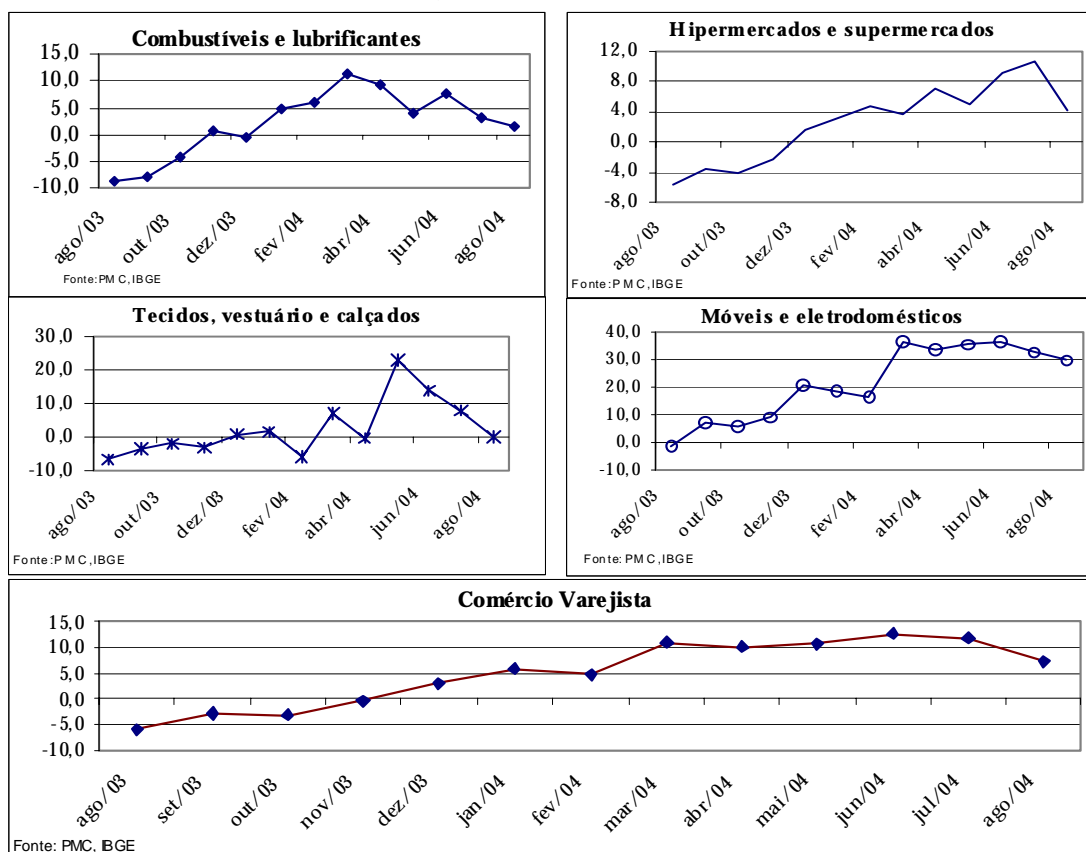 Combustíveis e lubrificantes
15,0
10,0
5,0
0,0
-5,0
-10,0
ago/03
out/03
dez/03
fev/04
abr/04
jun/04
ago/04
Fonte:PMC,IBGE
Hipermercados e supermercados
12,0
8,0
4,0
0,0
-4,0
-8,0
ago/03
out/03
dez/03
fev/04
abr/04
jun/04
ago/04
Fonte:PMC,IBGE
Tecidos, vestuário e calçados
30,0
20,0
10,0
0,0
-10,0
ago/03
out/03
dez/03
fev/04
abr/04
jun/04
ago/04
Fonte:PMC,IBGE
Móveis e eletrodomésticos
40,0
30,0
20,0
10,0
0,0
-10,0
ago/03
out/03
dez/03
fev/04
abr/04
jun/04
ago/04
Fonte:PMC,IBGE
Comércio Varejista
15,0
10,0
5,0
0,0
-5,0
-10,0
ago/03
set/03
out/03
nov/03
dez/03
jan/04
fev/04
mar/04
abr/04
mai/04
jun/04
jul/04
ago/04
Fonte: PMC, IBGE